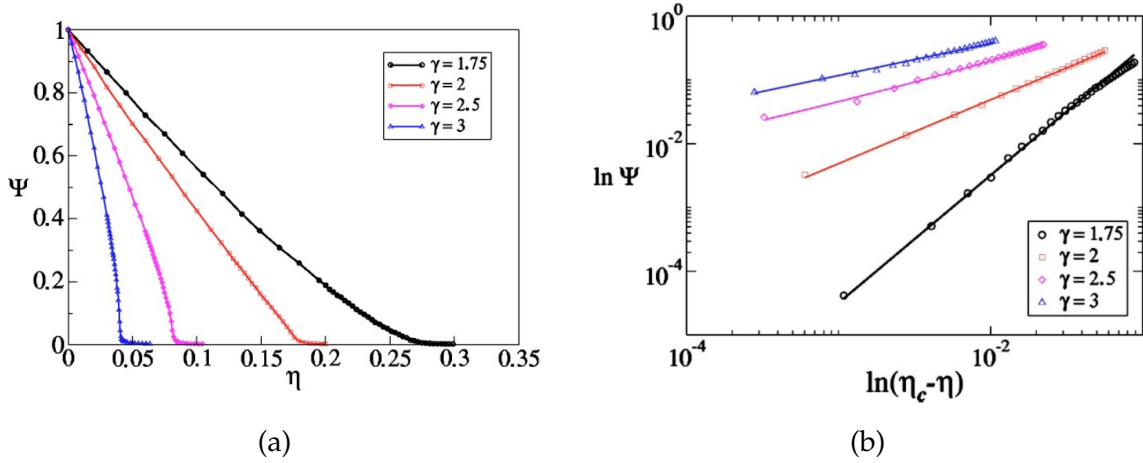 1
0.8
0.6
0.4
0.2
0
Ψ
0 0.05 0.1 0.15 0.2 0.25 0.3 0.35
η
γ = 1.75
γ = 2
γ = 2.5
γ = 3
(a)
10^0
10^-2
10^-4
ln Ψ
10^-4 10^-2
ln(η_c-η)
γ = 1.75
γ = 2
γ = 2.5
γ = 3
(b)